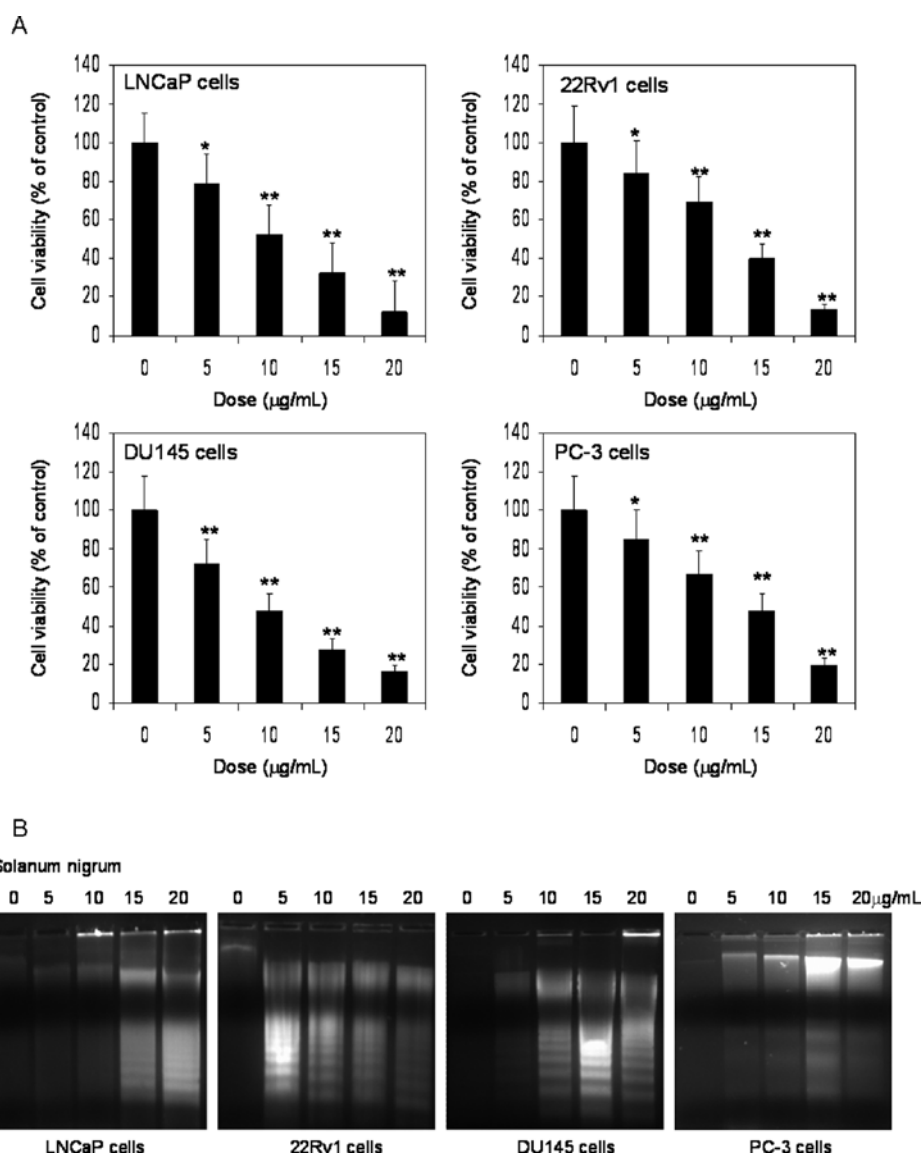 A
LNCaP cells
Cell viability (% of control)
140
120
100
80
60
40
20
0
* ** ** **
0 5 10 15 20
Dose (μg/mL)
22Rv1 cells
Cell viability (% of control)
140
120
100
80
60
40
20
0
* ** ** **
0 5 10 15 20
Dose (μg/mL)
DU145 cells
Cell viability (% of control)
140
120
100
80
60
40
20
0
** ** ** **
0 5 10 15 20
Dose (μg/mL)
PC-3 cells
Cell viability (% of control)
140
120
100
80
60
40
20
0
* ** ** **
0 5 10 15 20
Dose (μg/mL)
B
Solanum nigrum
0 5 10 15 20 0 5 10 15 20 0 5 10 15 20 0 5 10 15 20μg/mL
LNCaP cells 22Rv1 cells DU145 cells PC-3 cells